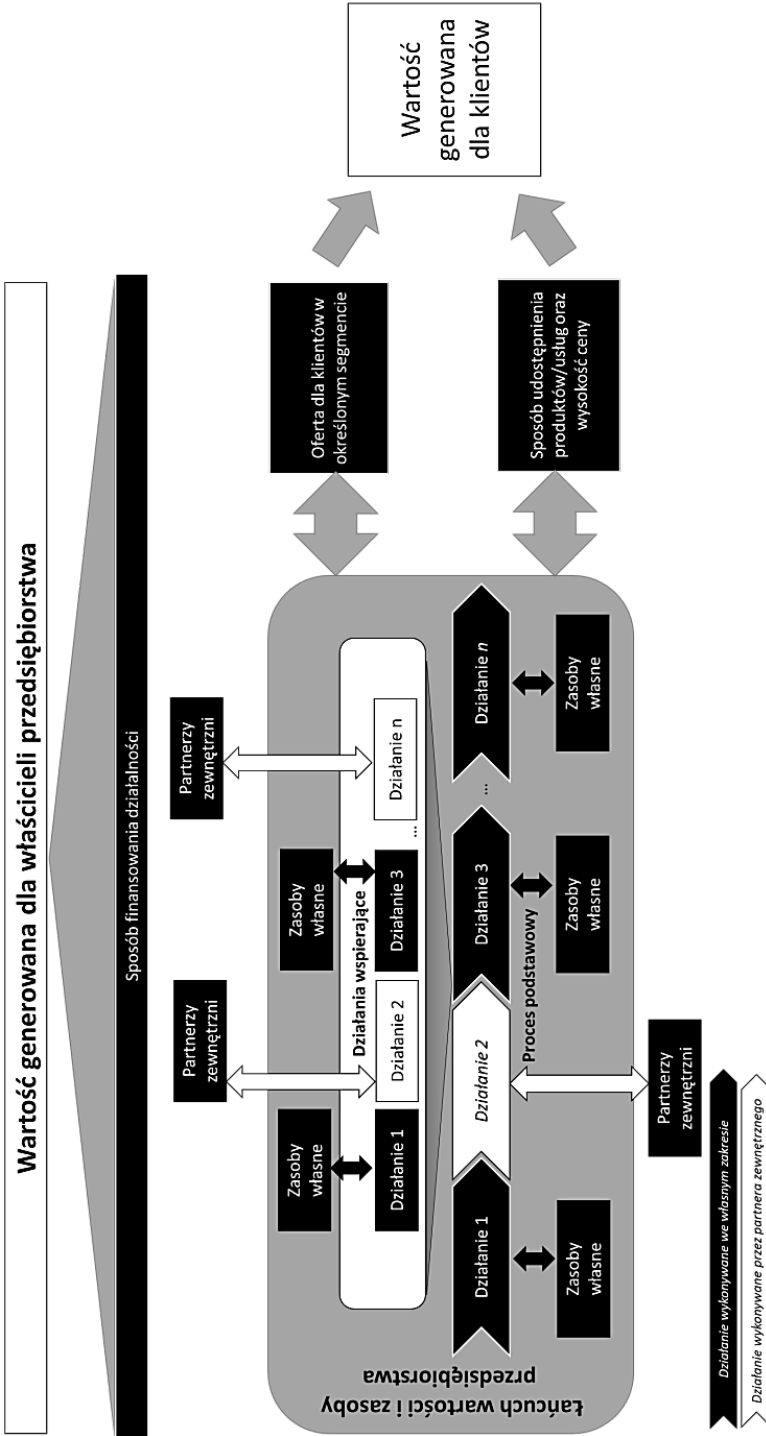 Wartość generowana dla właścicieli przedsiębiorstwa
Sposób finansowania działalności
Partnerzy
zewnętrzni
Partnerzy
zewnętrzni
Łańcuch wartości i zasoby
przedsiębiorstwa
Zasoby
własne
Zasoby
własne
Działania wspierające
Działanie 1
Działanie 2
Działanie 3
...
Działanie n
Działanie 1
Działanie 2
Działanie 3
...
Działanie n
Proces podstawowy
Zasoby
własne
Zasoby
własne
Zasoby
własne
Partnerzy
zewnętrzni
Oferta dla klientów w
określonym segmencie
Sposób udostępnienia
produktów/usług oraz
wysokość ceny
Wartość
generowana
dla klientów
Działanie wykonywane we własnym zakresie
Działanie wykonywane przez partnera zewnętrznego